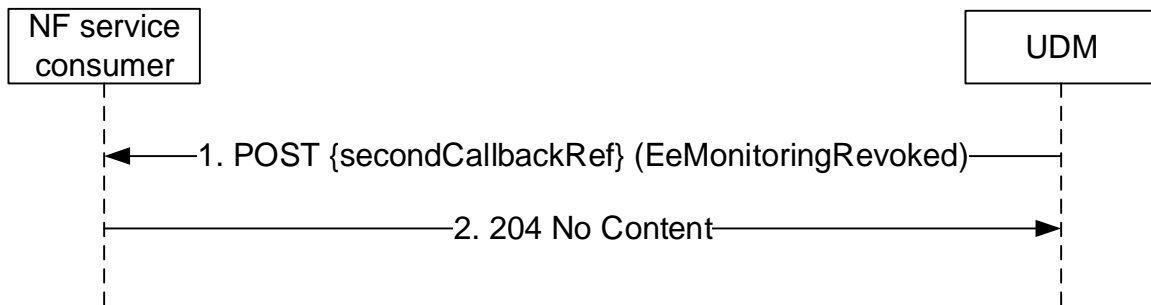 NF service
consumer
UDM
1. POST {secondCallbackRef} (EeMonitoringRevoked)
2. 204 No Content